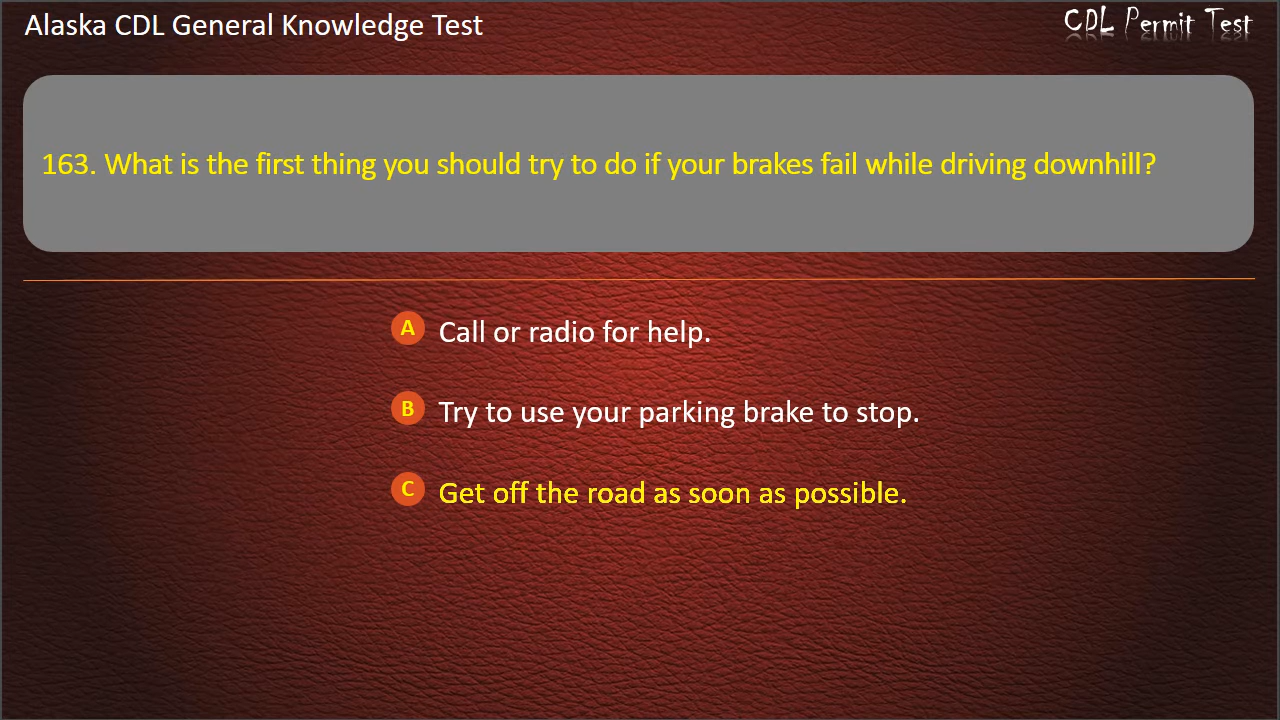 Alaska CDL General Knowledge Test
CDL Permit Test
163. What is the first thing you should try to do if your brakes fail while driving downhill?
A Call or radio for help.
B Try to use your parking brake to stop.
C Get off the road as soon as possible.